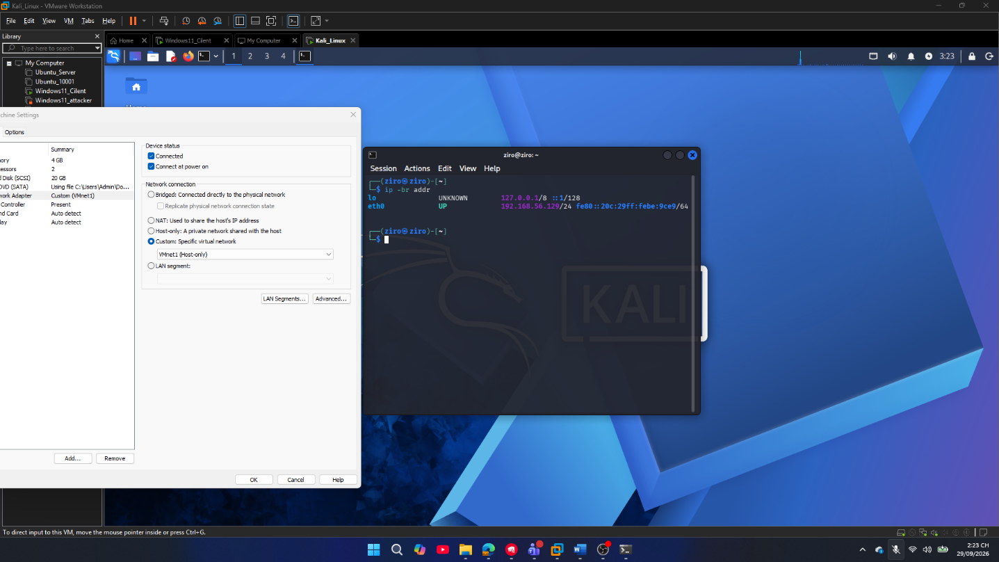 Kali_Linux - VMware Workstation
File Edit View VM Tabs Help
Library
Type here to search
My Computer
Ubuntu_Server
Ubuntu_10001
Windows11_Cilent
Windows11_attacker
Home Windows11_Cilent My Computer Kali_Linux
1 2 3 4 3:23
chine Settings
Options
Summary
ory 4 GB
essors 2
d Disk (SCSI) 20 GB
DVD (SATA) Using file C:\Users\Admin\Do...
work Adapter Custom (VMnet1)
Controller Present
nd Card Auto detect
lay Auto detect
Add... Remove
Device status
Connected
Connect at power on
Network connection
Bridged: Connected directly to the physical network
Replicate physical network connection state
NAT: Used to share the host's IP address
Host-only: A private network shared with the host
Custom: Specific virtual network
VMnet1 (Host-only)
LAN segment:
LAN Segments... Advanced...
OK Cancel Help
ziro@ziro: ~
Session Actions Edit View Help
┌──(ziro㉿ziro)-[~]
└─$ ip -br addr
lo UNKNOWN 127.0.0.1/8 ::1/128
eth0 UP 192.168.56.129/24 fe80::20c:29ff:febe:9ce9/64
┌──(ziro㉿ziro)-[~]
└─$
KALI
To direct input to this VM, move the mouse pointer inside or press Ctrl+G.
2:23 CH
29/09/2026